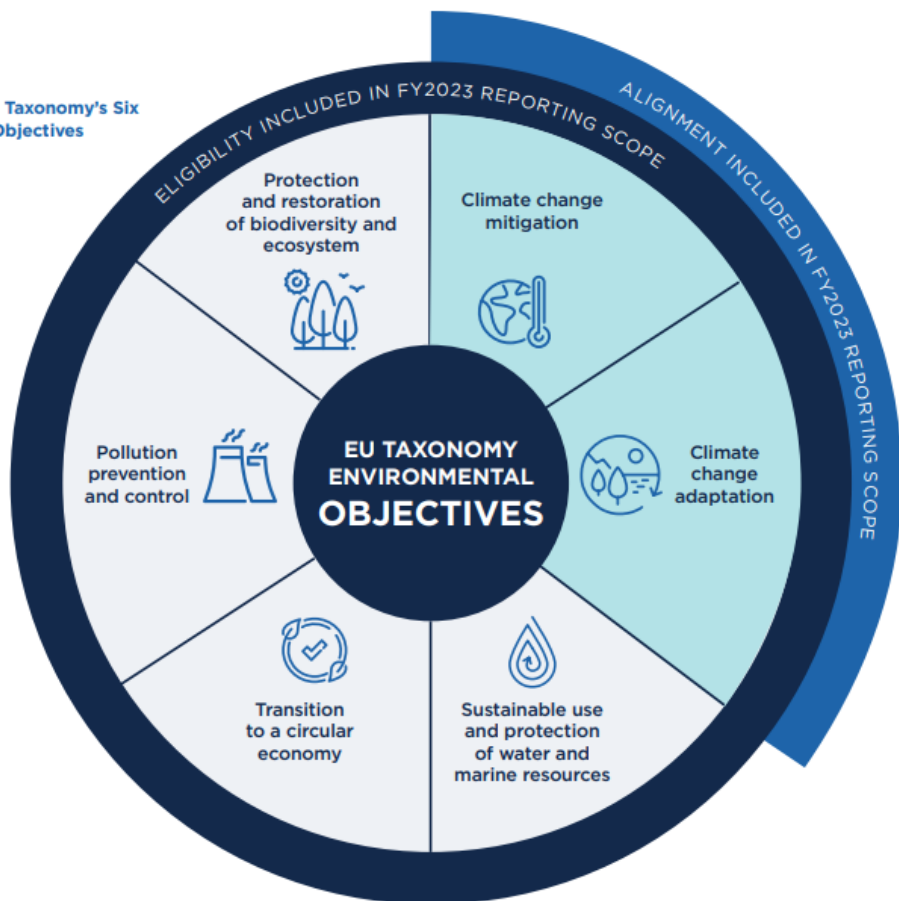 Taxonomy's Six
Objectives
ELIGIBILITY INCLUDED IN FY2023 REPORTING SCOPE
ALIGNMENT INCLUDED IN FY2023 REPORTING SCOPE
Protection
and restoration
of biodiversity and
ecosystem
Climate change
mitigation
Pollution
prevention
and control
EU TAXONOMY
ENVIRONMENTAL
OBJECTIVES
Climate
change
adaptation
Transition
to a circular
economy
Sustainable use
and protection
of water and
marine resources